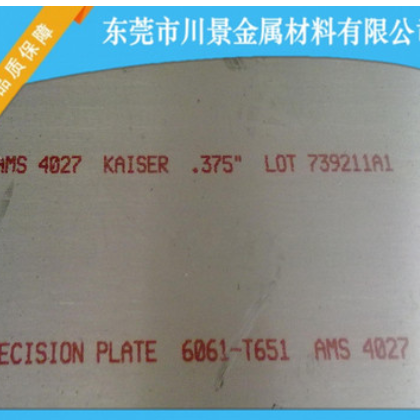 东莞市川景金属材料有限公司
品质保障
AMS 4027 KAISER .375" LOT 739211A1
ECISION PLATE 6061-T651 AMS 4027